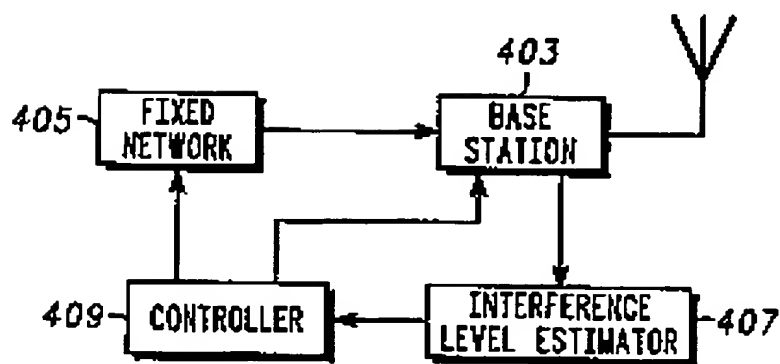 403
405
FIXED
NETWORK
BASE
STATION
409
CONTROLLER
INTERFERENCE
LEVEL ESTIMATOR
407